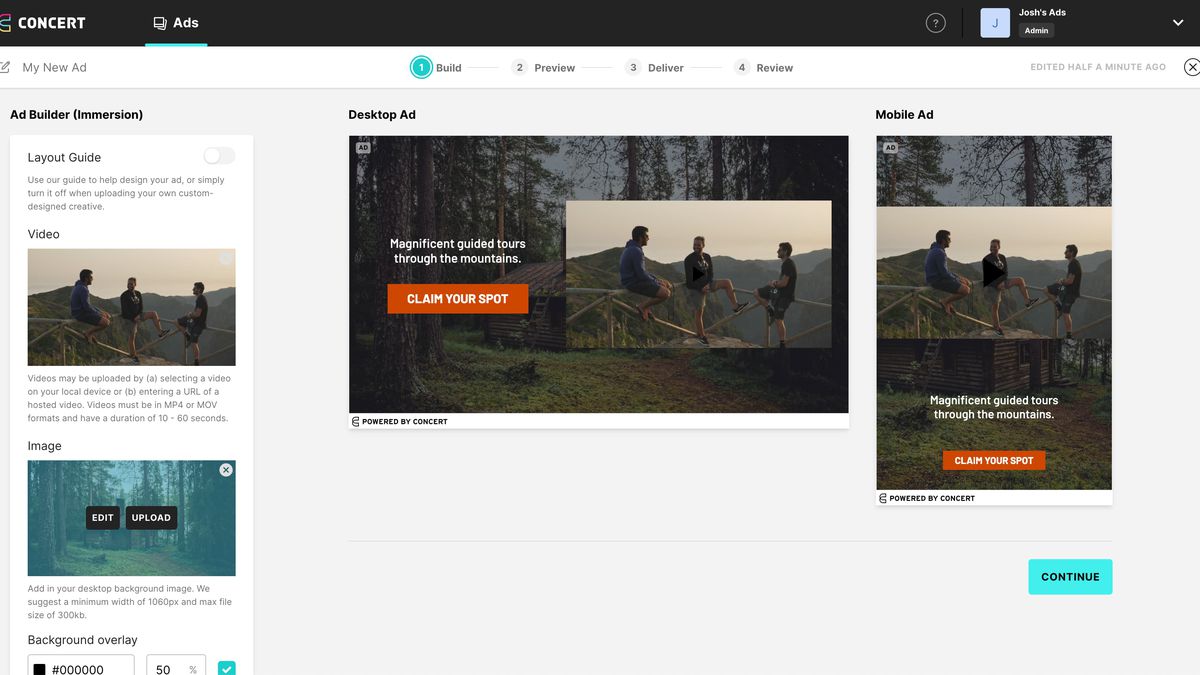 CONCERT
Ads
?
J
Josh's Ads
Admin
My New Ad
1 Build
2 Preview
3 Deliver
4 Review
EDITED HALF A MINUTE AGO
Ad Builder (Immersion)
Layout Guide
Use our guide to help design your ad, or simply
turn it off when uploading your own custom-
designed creative.
Video
Videos may be uploaded by (a) selecting a video
on your local device or (b) entering a URL of a
hosted video. Videos must be in MP4 or MOV
formats and have a duration of 10 - 60 seconds.
Image
EDIT UPLOAD
Add in your desktop background image. We
suggest a minimum width of 1060px and max file
size of 300kb.
Background overlay
#000000 50 %
Desktop Ad
AD
Magnificent guided tours
through the mountains.
CLAIM YOUR SPOT
POWERED BY CONCERT
Mobile Ad
AD
Magnificent guided tours
through the mountains.
CLAIM YOUR SPOT
POWERED BY CONCERT
CONTINUE